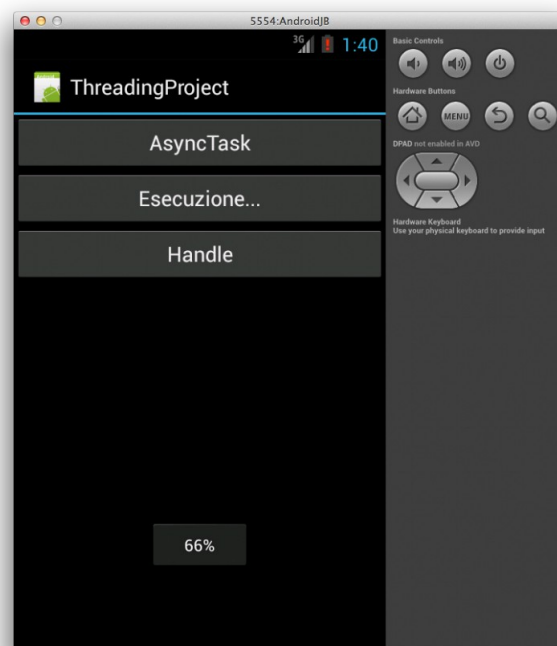 5554:AndroidJB
3G
1:40
ThreadingProject
AsyncTask
Esecuzione...
Handle
66%
Basic Controls
Hardware Buttons
MENU
DPAD not enabled in AVD
Hardware Keyboard
Use your physical keyboard to provide input